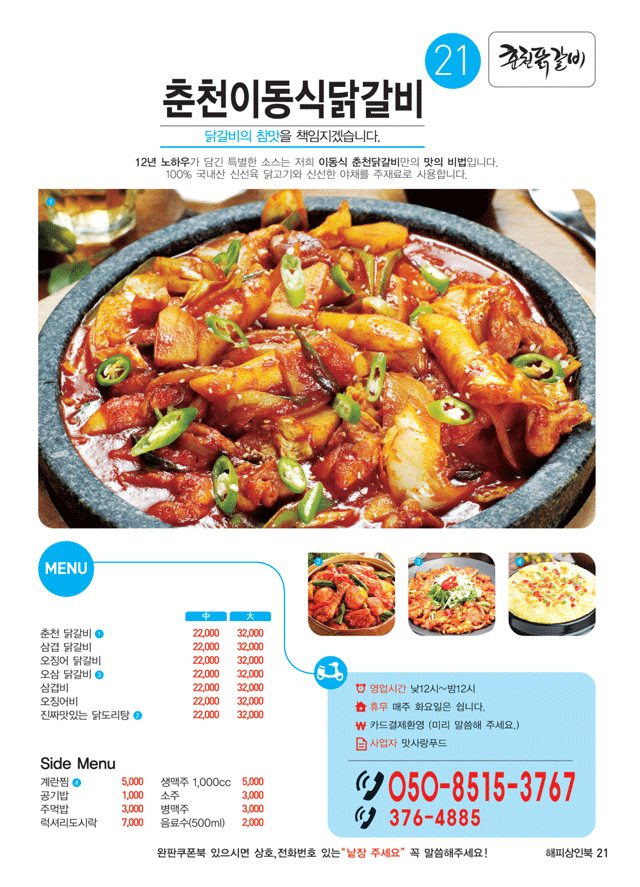 21
춘천닭갈비
춘천이동식닭갈비
닭갈비의 참맛을 책임지겠습니다.
12년 노하우가 담긴 특별한 소스는 저희 이동식 춘천닭갈비만의 맛의 비법입니다.
100% 국내산 신선육 닭고기와 신선한 야채를 주재료로 사용합니다.
1
MENU
中 大
춘천 닭갈비 1 22,000 32,000
삼겹 닭갈비 22,000 32,000
오징어 닭갈비 22,000 32,000
오삼 닭갈비 3 22,000 32,000
삼겹비 22,000 32,000
오징어비 22,000 32,000
진짜맛있는 닭도리탕 2 22,000 32,000
Side Menu
계란찜 4 5,000 생맥주 1,000cc 5,000
공기밥 1,000 소주 3,000
주먹밥 3,000 병맥주 3,000
럭셔리도시락 7,000 음료수(500ml) 2,000
2
3
4
영업시간 낮12시~밤12시
휴무 매주 화요일은 쉽니다.
₩ 카드결제환영 (미리 말씀해 주세요.)
사업자 맛사랑푸드
050-8515-3767
376-4885
완판쿠폰북 있으시면 상호,전화번호 있는"낱장 주세요" 꼭 말씀해주세요!
해피상인북 21